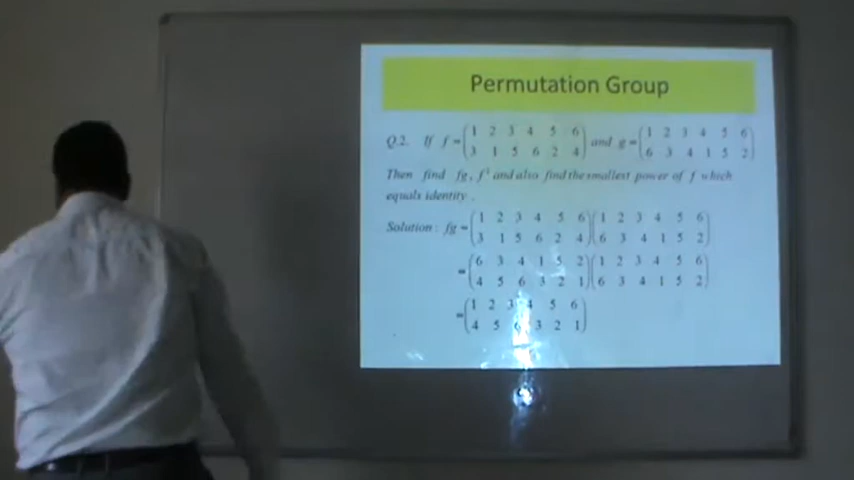 Permutation Group
Q.2. If f = (1 2 3 4 5 6 and g = (1 2 3 4 5 6
3 1 5 6 2 4) 6 3 4 1 5 2)
Then find fg, f² and also find the smallest power of f which
equals identity.
Solution: fg = (1 2 3 4 5 6 (1 2 3 4 5 6
3 1 5 6 2 4) 6 3 4 1 5 2)
= (6 3 4 1 5 2 (1 2 3 4 5 6
4 5 6 3 2 1) 6 3 4 1 5 2)
= (1 2 3 4 5 6
4 5 6 3 2 1)